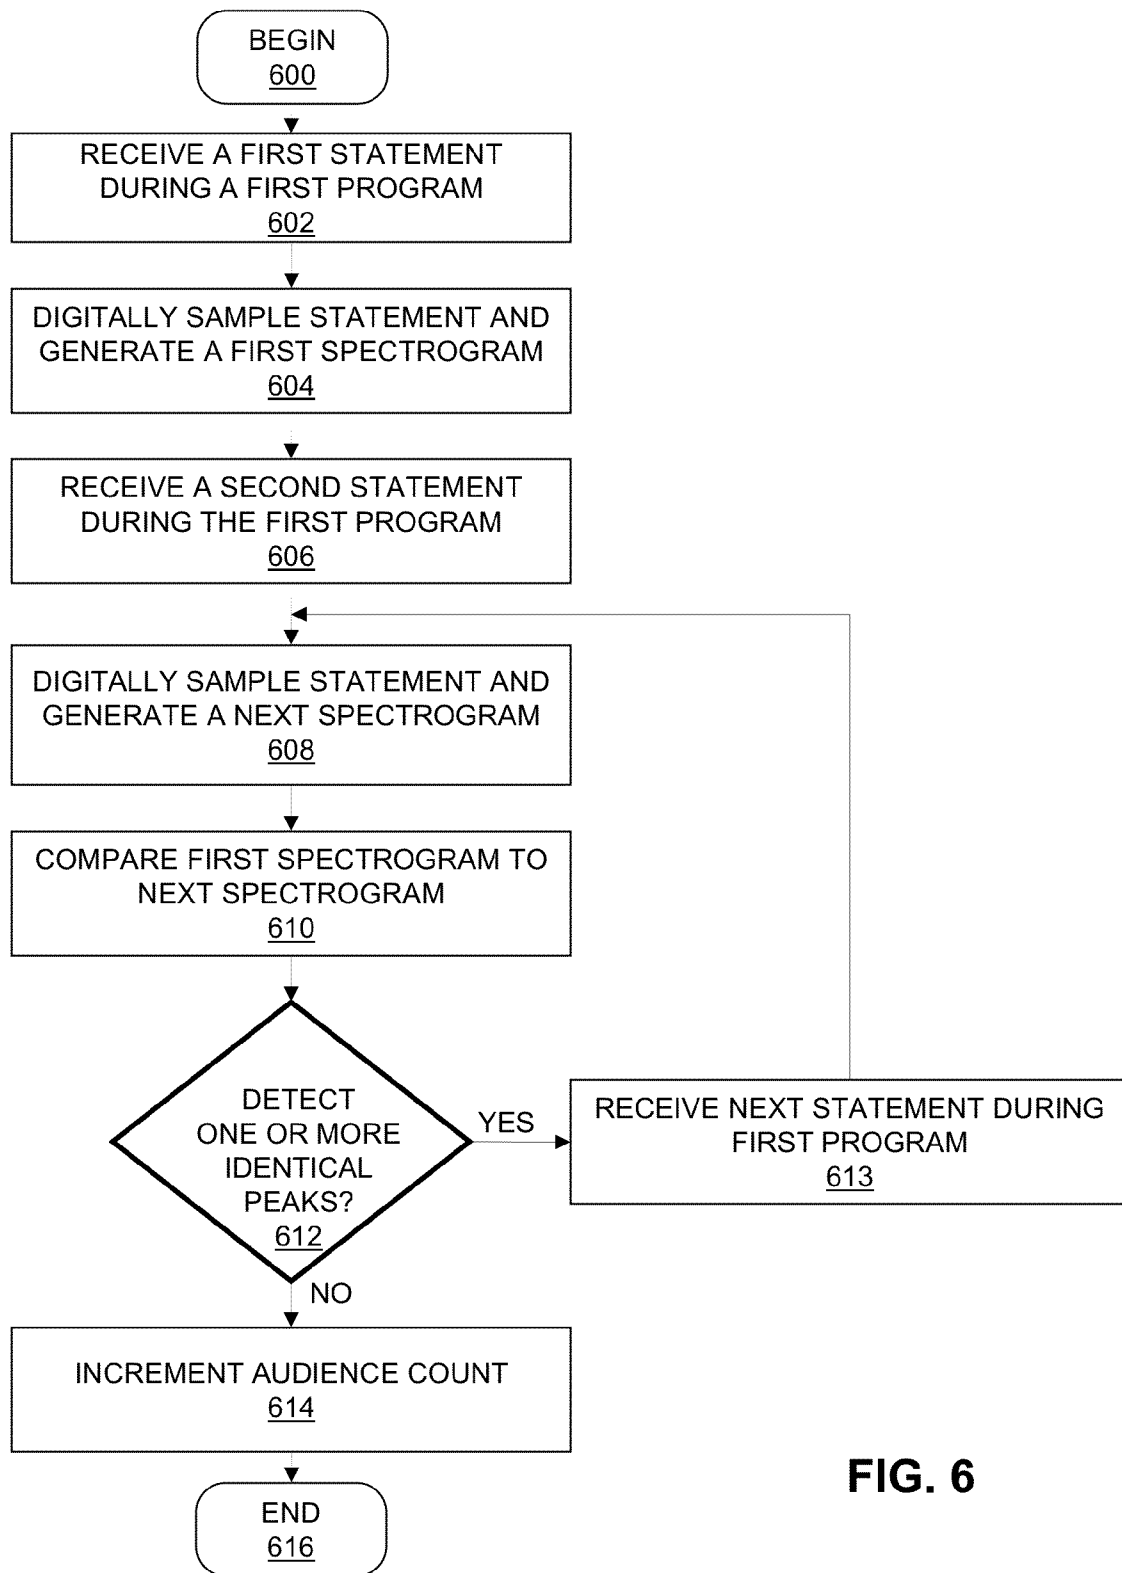 BEGIN
600
RECEIVE A FIRST STATEMENT
DURING A FIRST PROGRAM
602
DIGITALLY SAMPLE STATEMENT AND
GENERATE A FIRST SPECTROGRAM
604
RECEIVE A SECOND STATEMENT
DURING THE FIRST PROGRAM
606
DIGITALLY SAMPLE STATEMENT AND
GENERATE A NEXT SPECTROGRAM
608
COMPARE FIRST SPECTROGRAM TO
NEXT SPECTROGRAM
610
DETECT
ONE OR MORE
IDENTICAL
PEAKS?
612
YES
RECEIVE NEXT STATEMENT DURING
FIRST PROGRAM
613
NO
INCREMENT AUDIENCE COUNT
614
END
616
FIG. 6